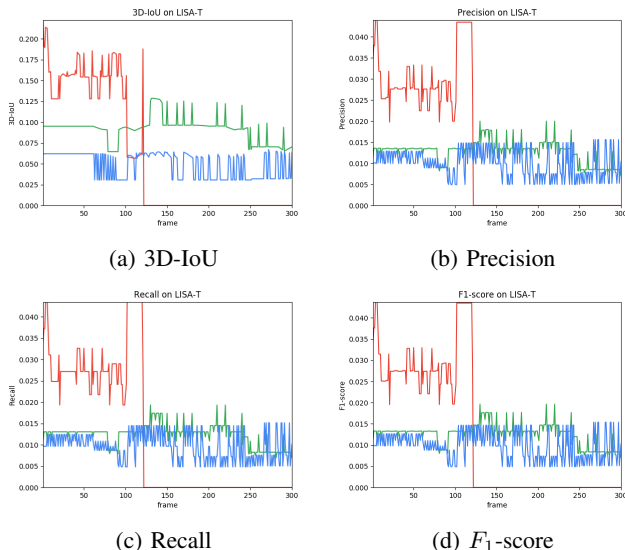 3D-IoU on LISA-T
3D-IoU
0.200
0.175
0.150
0.125
0.100
0.075
0.050
0.025
0.000
50 100 150 200 250 300
frame
(a) 3D-IoU
Precision on LISA-T
Precision
0.040
0.035
0.030
0.025
0.020
0.015
0.010
0.005
0.000
50 100 150 200 250 300
frame
(b) Precision
Recall on LISA-T
Recall
0.040
0.035
0.030
0.025
0.020
0.015
0.010
0.005
0.000
50 100 150 200 250 300
frame
(c) Recall
F1-score on LISA-T
F1-score
0.040
0.035
0.030
0.025
0.020
0.015
0.010
0.005
0.000
50 100 150 200 250 300
frame
(d) F₁-score